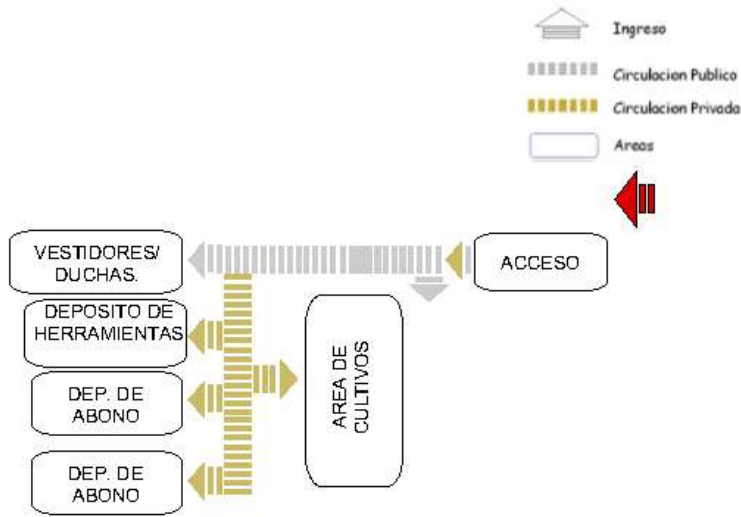 Ingreso
Circulacion Publico
Circulacion Privada
Areas
VESTIDORES/
DUCHAS.
ACCESO
DEPOSITO DE
HERRAMIENTAS
AREA DE
CULTIVOS
DEP. DE
ABONO
DEP. DE
ABONO